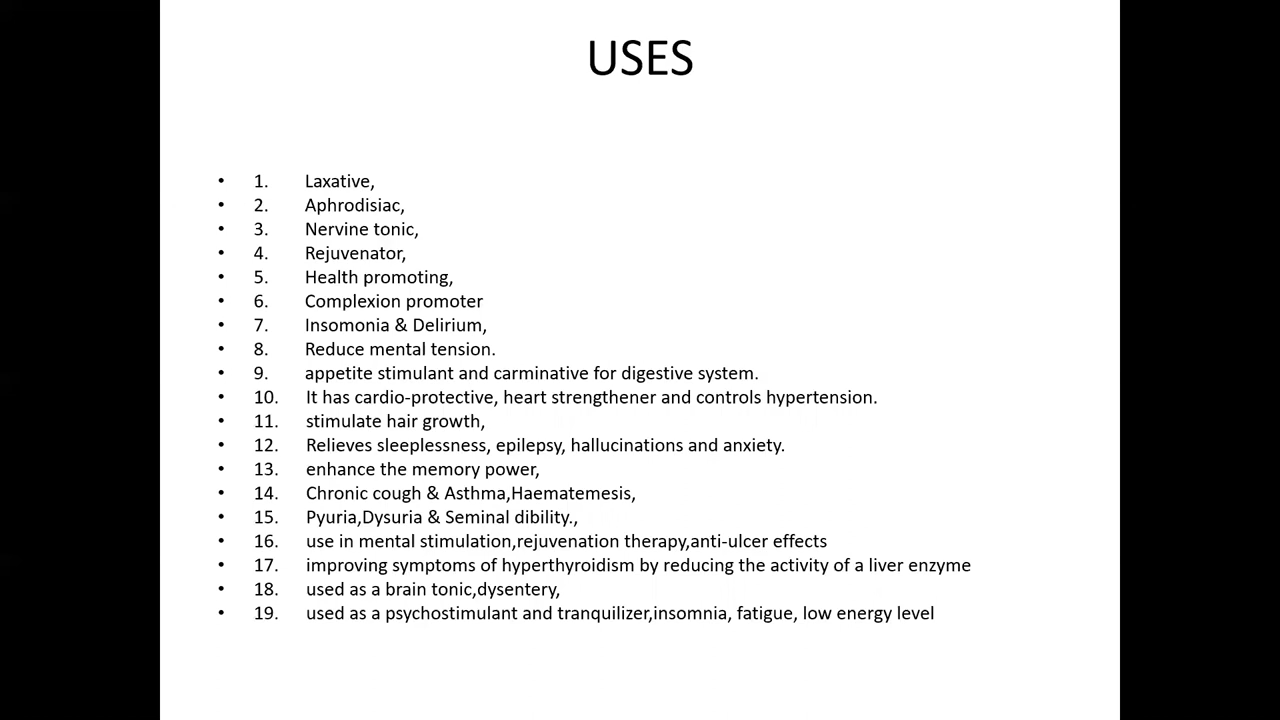 USES
• 1. Laxative,
• 2. Aphrodisiac,
• 3. Nervine tonic,
• 4. Rejuvenator,
• 5. Health promoting,
• 6. Complexion promoter
• 7. Insomonia & Delirium,
• 8. Reduce mental tension.
• 9. appetite stimulant and carminative for digestive system.
• 10. It has cardio-protective, heart strengthener and controls hypertension.
• 11. stimulate hair growth,
• 12. Relieves sleeplessness, epilepsy, hallucinations and anxiety.
• 13. enhance the memory power,
• 14. Chronic cough & Asthma,Haematemesis,
• 15. Pyuria,Dysuria & Seminal dibility.,
• 16. use in mental stimulation,rejuvenation therapy,anti-ulcer effects
• 17. improving symptoms of hyperthyroidism by reducing the activity of a liver enzyme
• 18. used as a brain tonic,dysentery,
• 19. used as a psychostimulant and tranquilizer,insomnia, fatigue, low energy level